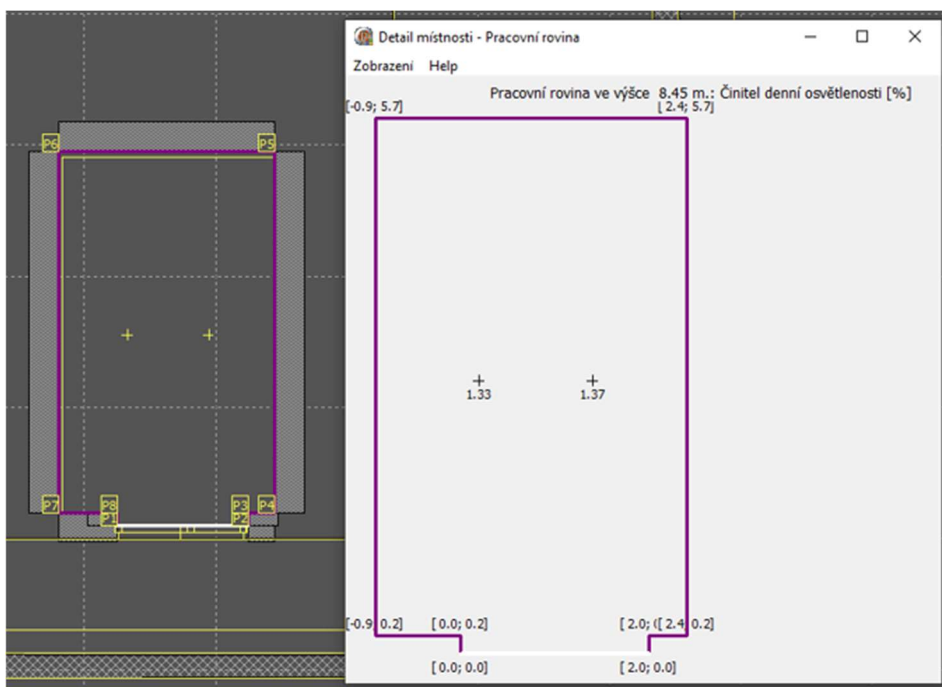 Detail místnosti - Pracovní rovina
Zobrazení Help
Pracovní rovina ve výšce 8.45 m.: Činitel denní osvětlenosti [%]
[-0.9; 5.7] [ 2.4; 5.7]
P6 P5
1.33 1.37
P7 P8 P3 P4
P1 P2
[-0.9; 0.2] [ 0.0; 0.2] [ 2.0; ([ 2.4; 0.2]
[ 0.0; 0.0] [ 2.0; 0.0]